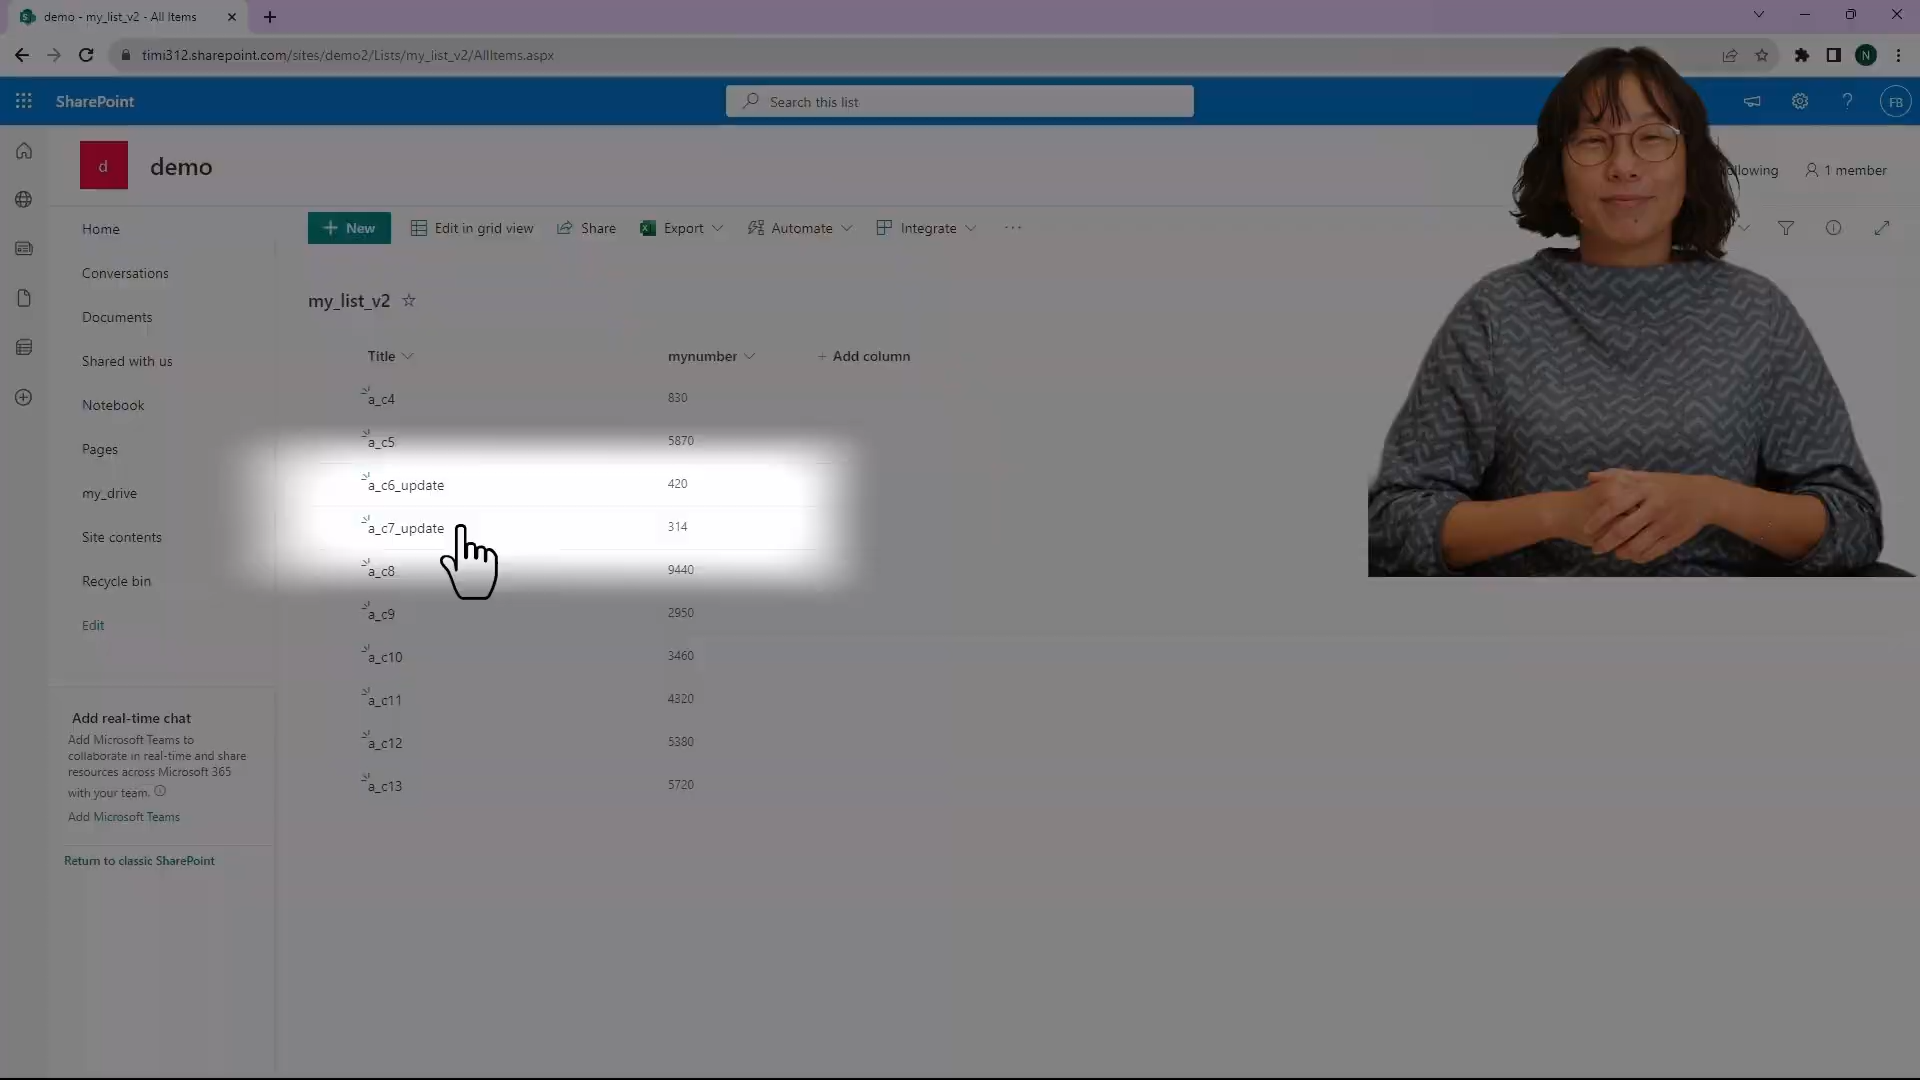 demo - my_list_v2 - All Items
timi312.sharepoint.com/sites/demo2/Lists/my_list_v2/AllItems.aspx
N
SharePoint
Search this list
FB
d
demo
1 member
Home
Conversations
Documents
Shared with us
Notebook
Pages
my_drive
Site contents
Recycle bin
Edit
Add real-time chat
Add Microsoft Teams to
collaborate in real-time and share
resources across Microsoft 365
with your team.
Add Microsoft Teams
Return to classic SharePoint
New Edit in grid view Share Export Automate Integrate ...
my_list_v2
Title mynumber + Add column
a_c4 830
a_c5 5870
a_c6_update 420
a_c7_update 314
a_c8 9440
a_c9 2950
a_c10 3460
a_c11 4320
a_c12 5380
a_c13 5720